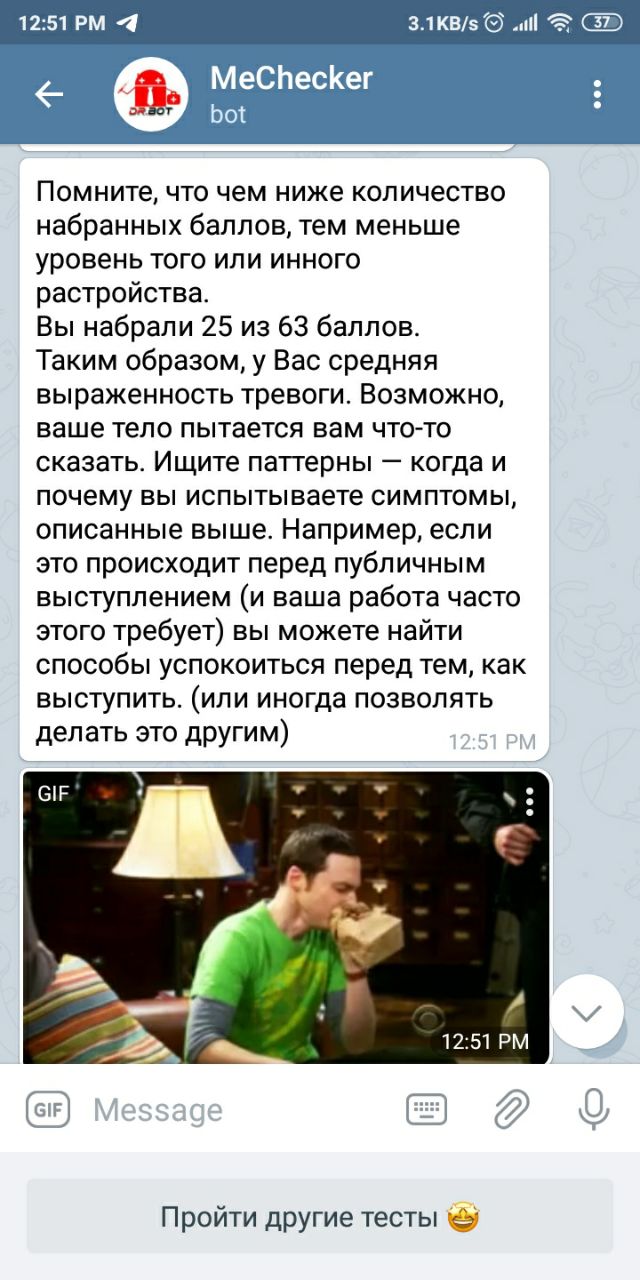 12:51 PM
3.1KB/s
37
DR.BOT
MeChecker
bot
Помните, что чем ниже количество
набранных баллов, тем меньше
уровень того или инного
растройства.
Вы набрали 25 из 63 баллов.
Таким образом, у Вас средняя
выраженность тревоги. Возможно,
ваше тело пытается вам что-то
сказать. Ищите паттерны — когда и
почему вы испытываете симптомы,
описанные выше. Например, если
это происходит перед публичным
выступлением (и ваша работа часто
этого требует) вы можете найти
способы успокоиться перед тем, как
выступить. (или иногда позволять
делать это другим)
12:51 PM
GIF
12:51 PM
GIF
Message
Пройти другие тесты 🤩